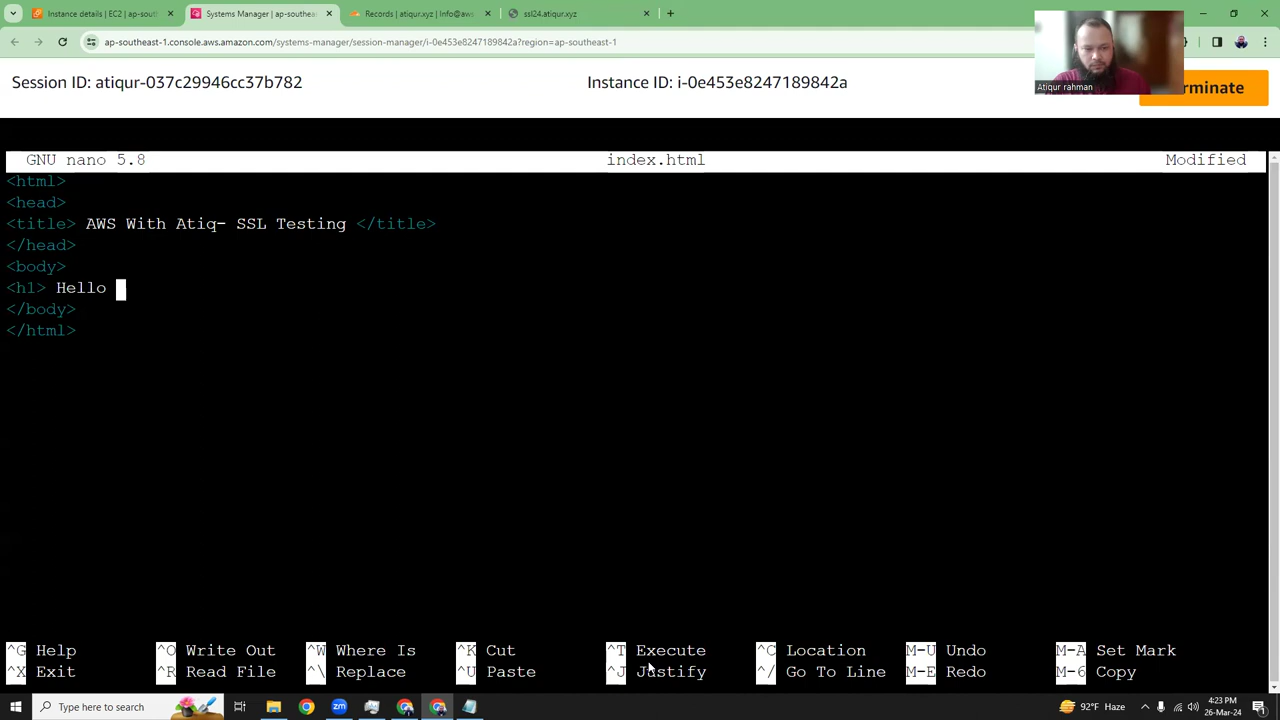 Instance details | EC2 | ap-south
Systems Manager | ap-southeas
Records | atiqur.xyz | Info@aws
ssl24.atiqur.xyz
ap-southeast-1.console.aws.amazon.com/systems-manager/session-manager/i-0e453e8247189842a?region=ap-southeast-1
Atiqur rahman
Session ID: atiqur-037c29946cc37b782
Instance ID: i-0e453e8247189842a
rminate
GNU nano 5.8
index.html
Modified
<html>
<head>
<title> AWS With Atiq- SSL Testing </title>
</head>
<body>
<h1> Hello
</body>
</html>
^G Help ^O Write Out ^W Where Is ^K Cut ^T Execute ^C Location M-U Undo M-A Set Mark
^X Exit ^R Read File ^\ Replace ^U Paste ^J Justify ^/ Go To Line M-E Redo M-6 Copy
Type here to search
92°F Haze
4:23 PM
26-Mar-24